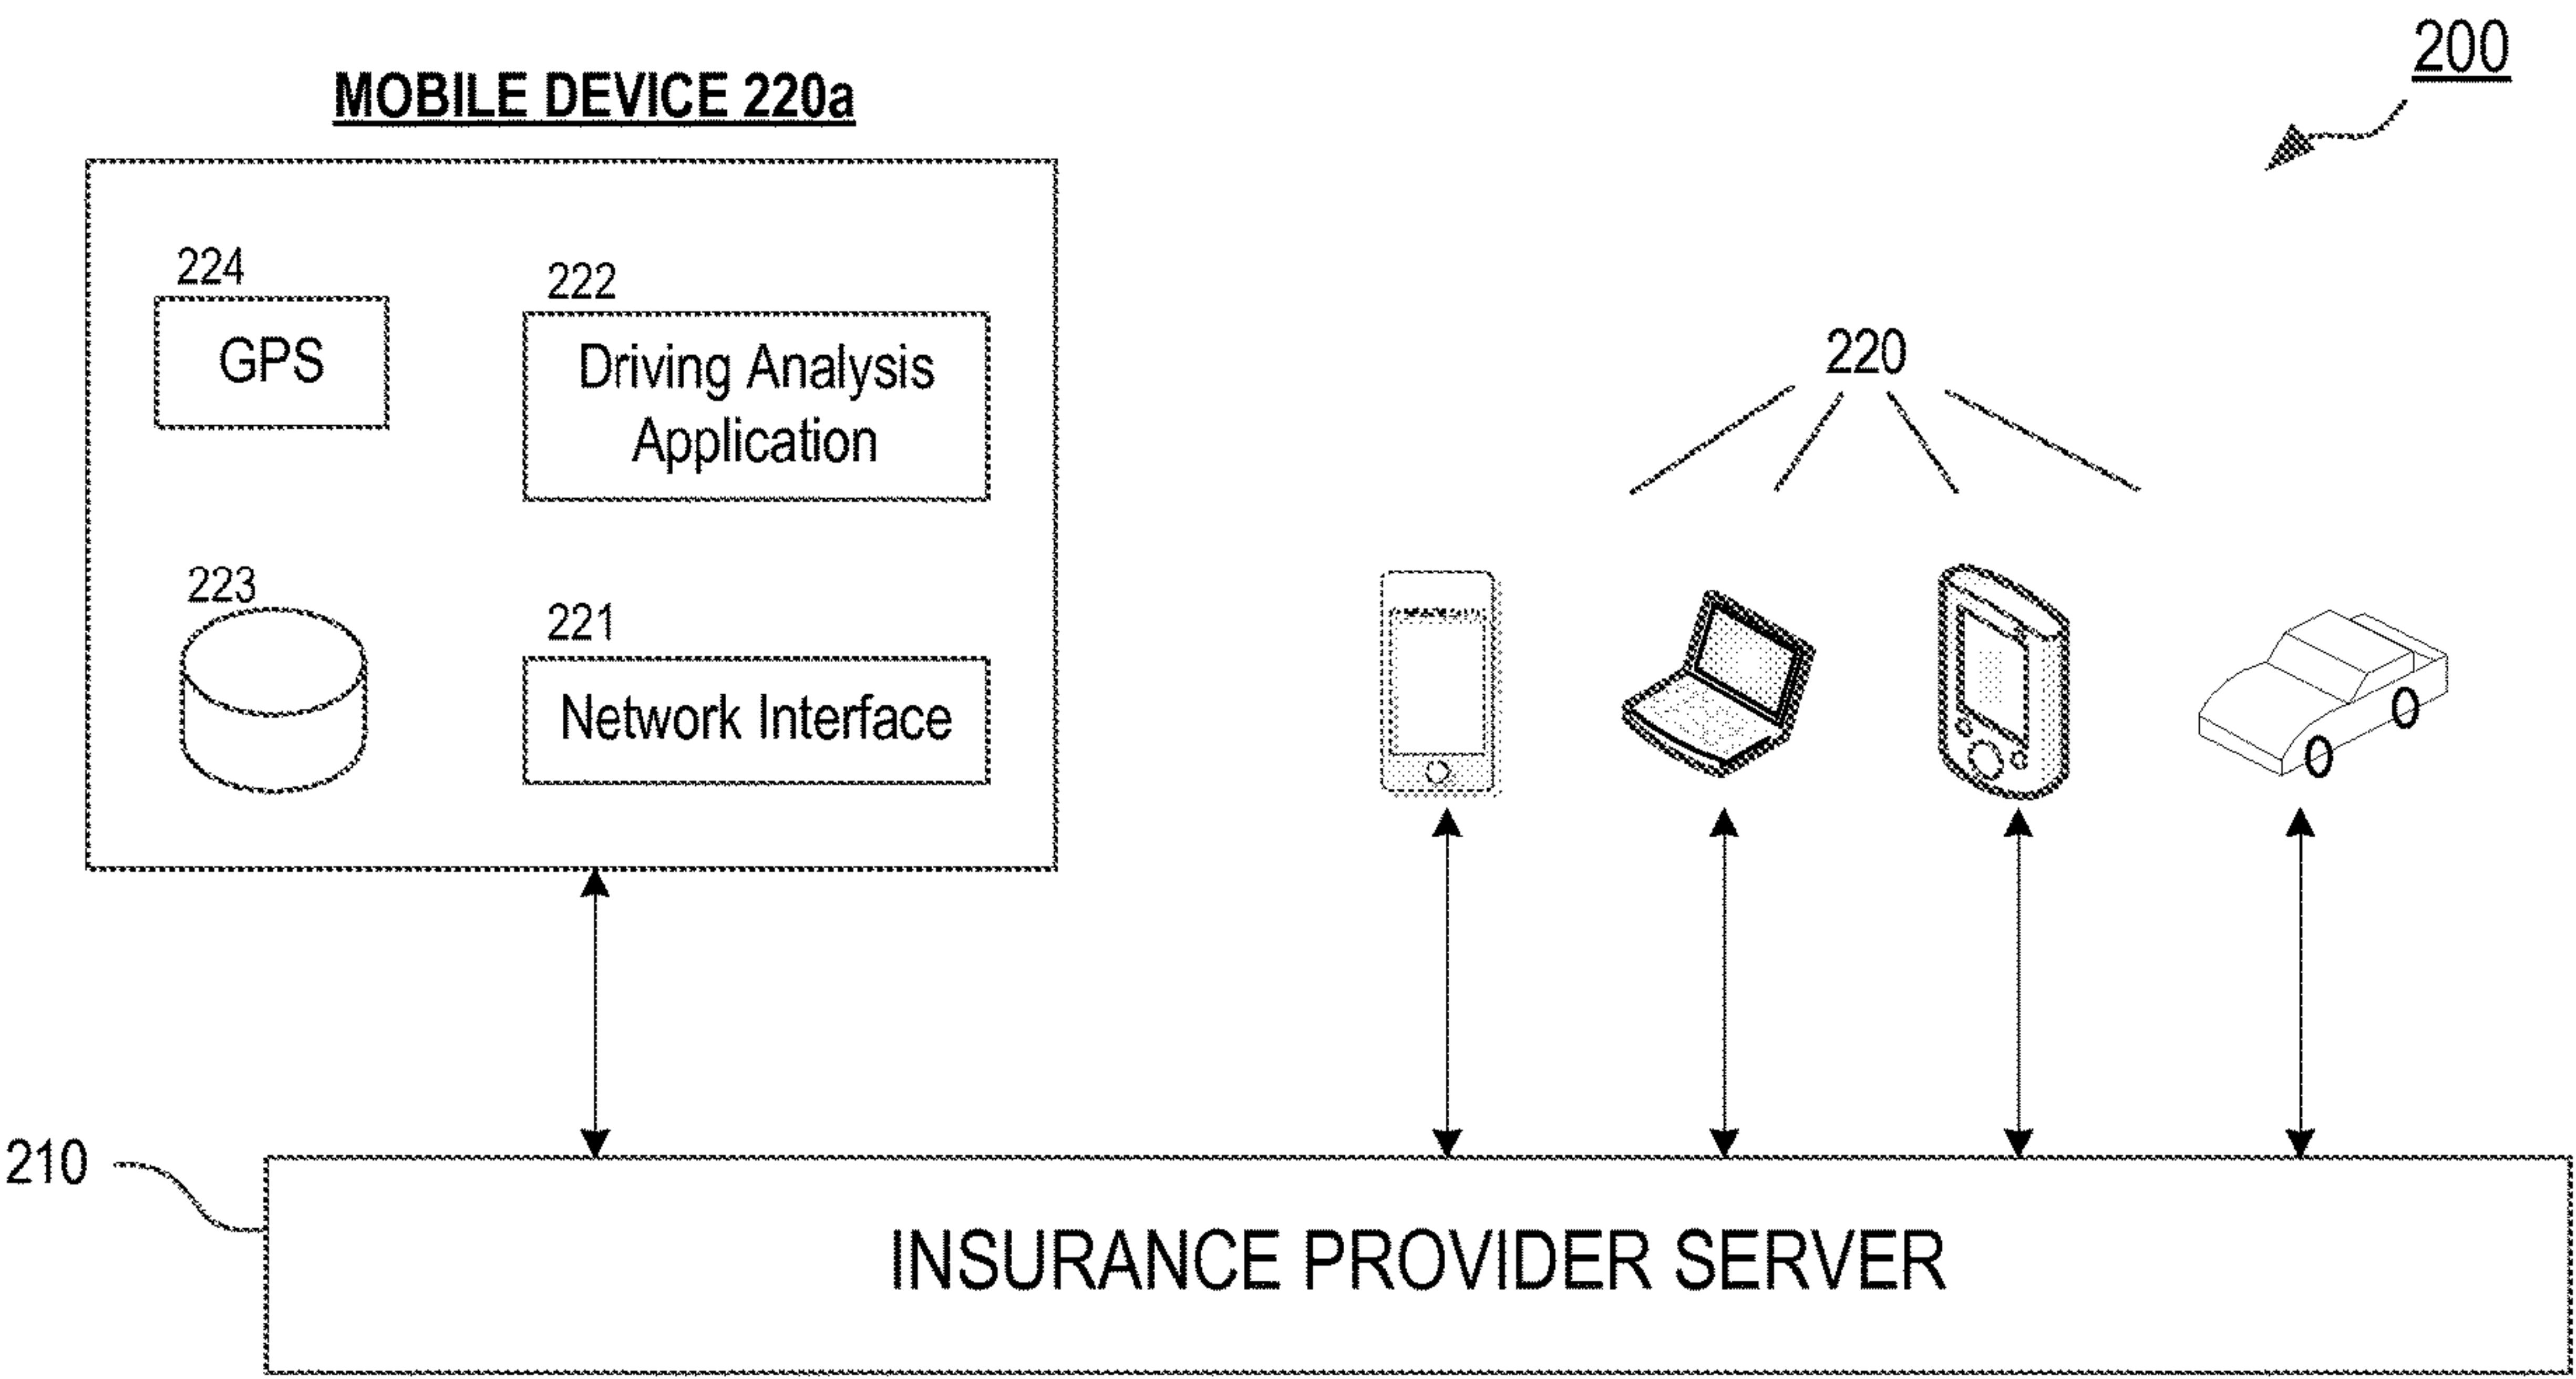 200
MOBILE DEVICE 220a
224
GPS
222
Driving Analysis
Application
223
221
Network Interface
220
210
INSURANCE PROVIDER SERVER